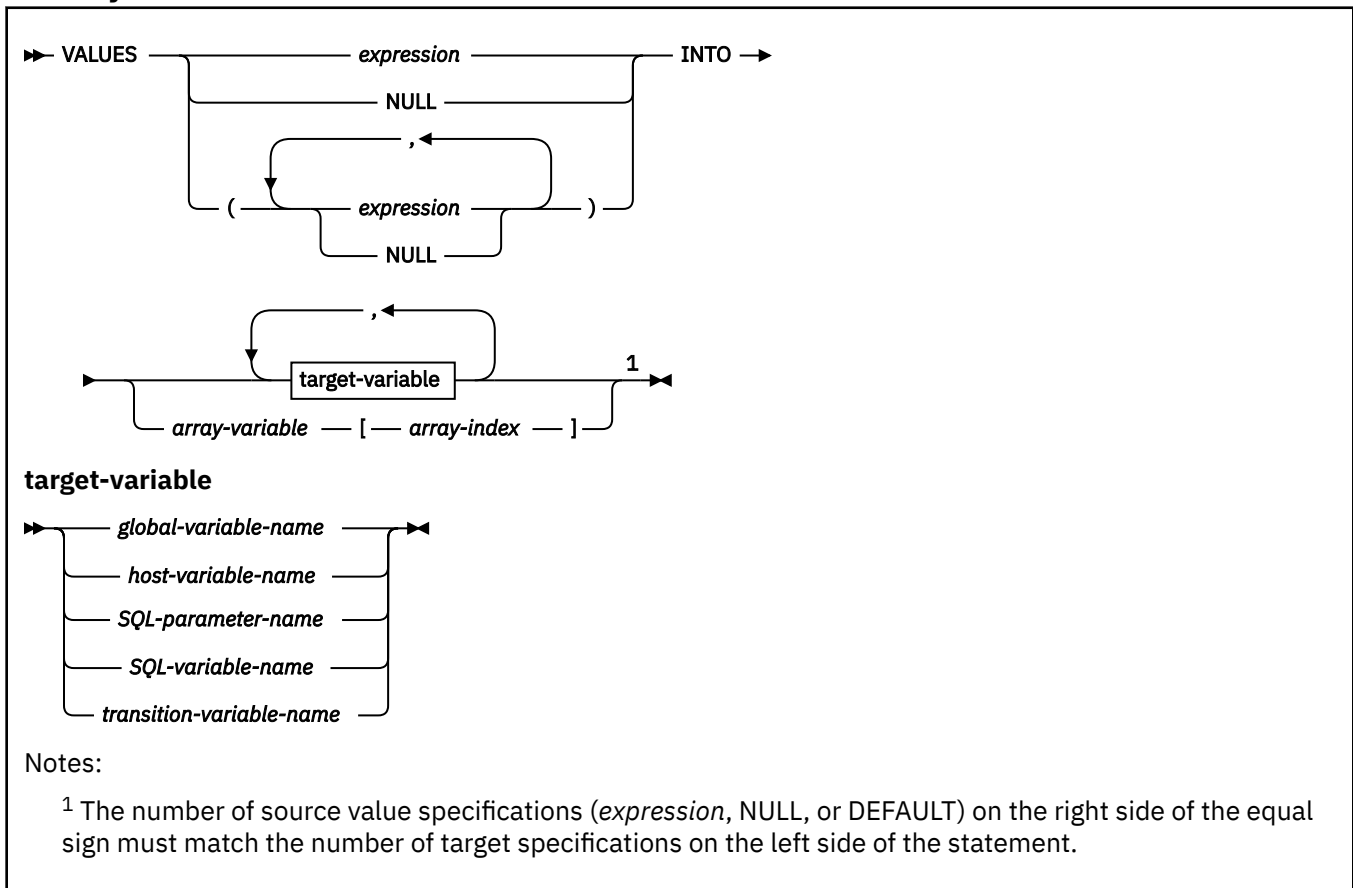 VALUES expression INTO
NULL
,
( expression )
NULL
,
target-variable 1
array-variable [ array-index ]
target-variable
global-variable-name
host-variable-name
SQL-parameter-name
SQL-variable-name
transition-variable-name
Notes:
1 The number of source value specifications (expression, NULL, or DEFAULT) on the right side of the equal
sign must match the number of target specifications on the left side of the statement.